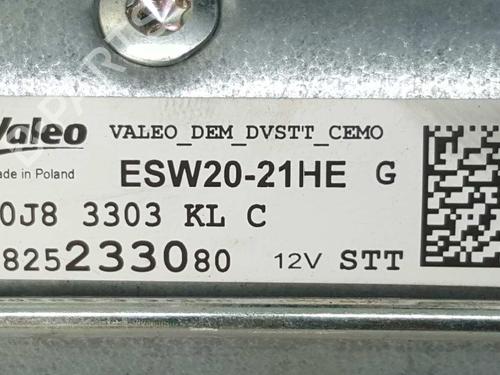 Valeo VALEO_DEM_DVSTT_CEMO
ade in Poland ESW20-21HE G
0J8 3303 KL C
825233080 12V STT